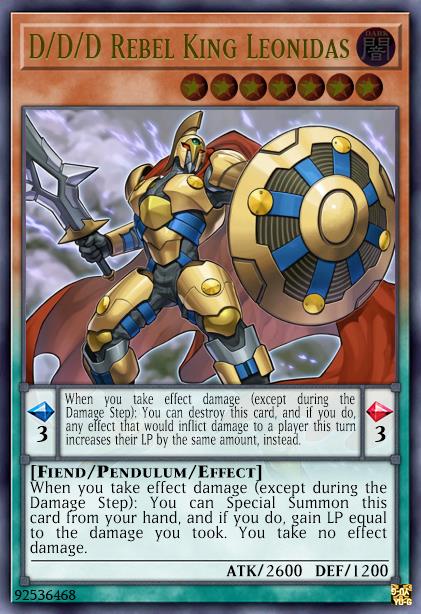 D/D/D REBEL KING LEONIDAS
DARK
闇
When you take effect damage (except during the
Damage Step): You can destroy this card, and if you do,
any effect that would inflict damage to a player this turn
increases their LP by the same amount, instead.
3
3
[FIEND/PENDULUM/EFFECT]
When you take effect damage (except during the
Damage Step): You can Special Summon this
card from your hand, and if you do, gain LP equal
to the damage you took. You take no effect
damage.
ATK/2600 DEF/1200
92536468